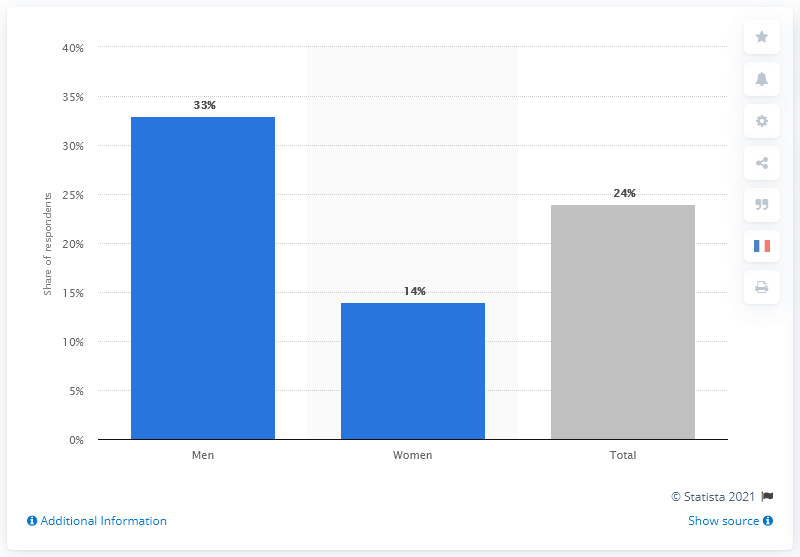 40%
35%
30%
25%
20%
15%
10%
5%
0%
Share of respondents
33%
14%
24%
Men
Women
Total
© Statista 2021
Additional Information
Show source